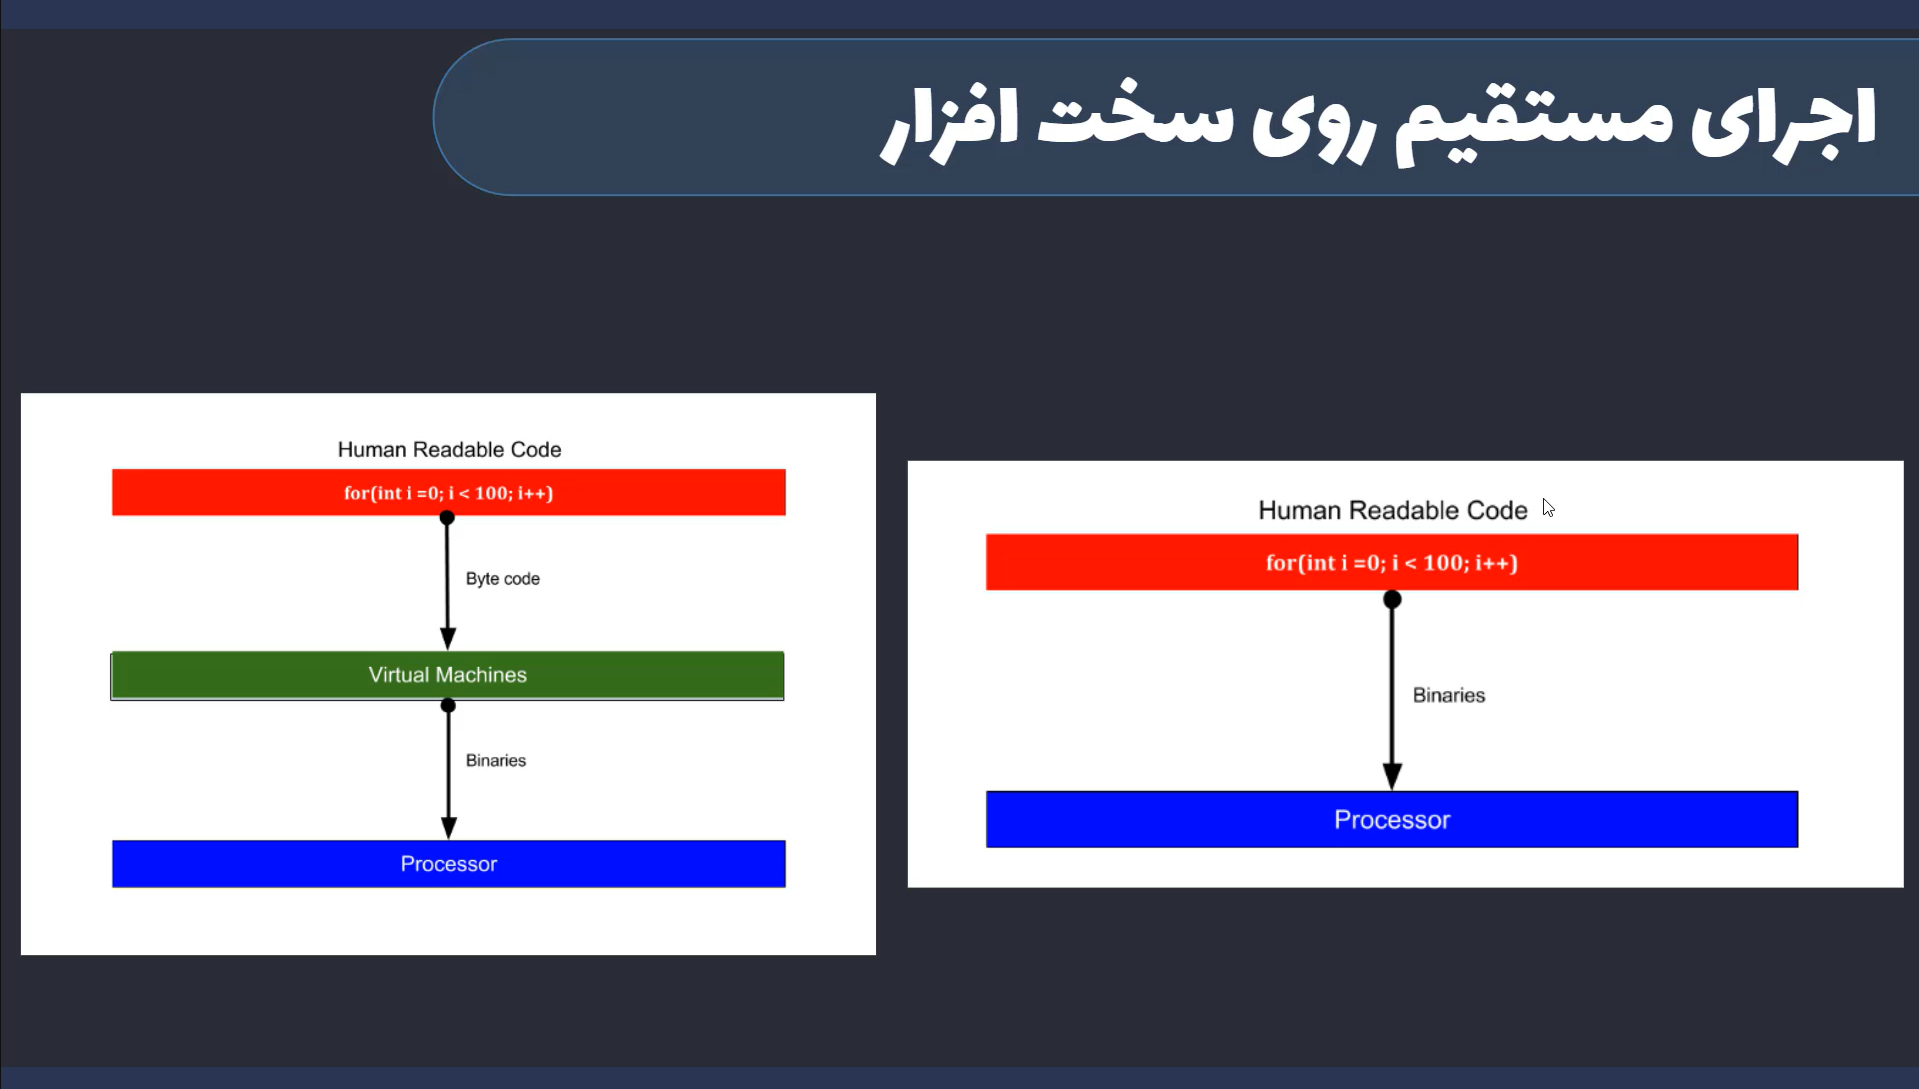 اجرای مستقیم روی سخت افزار
Human Readable Code
for(int i =0; i < 100; i++)
Byte code
Virtual Machines
Binaries
Processor
Human Readable Code
for(int i =0; i < 100; i++)
Binaries
Processor